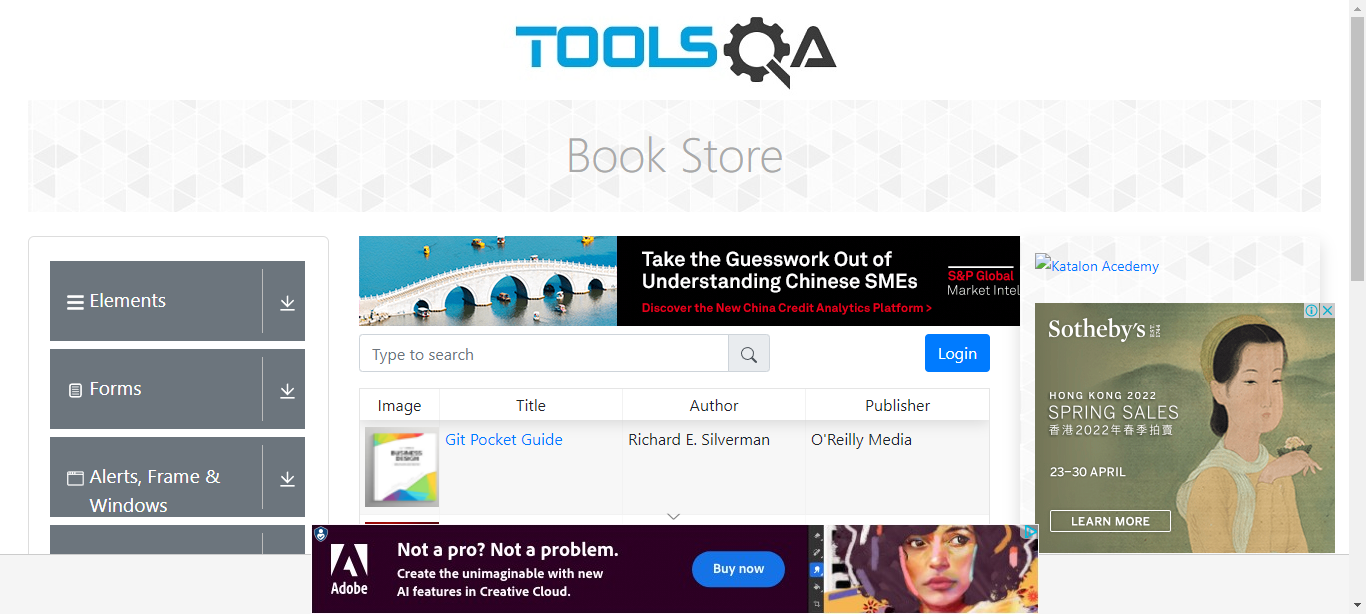 TOOLSQA
Book Store
Elements
Forms
Alerts, Frame &
Windows
Take the Guesswork Out of
Understanding Chinese SMEs
Discover the New China Credit Analytics Platform >
S&P Global
Market Intel
Type to search
Login
Image Title Author Publisher
BUSINESS
DESIGN
Git Pocket Guide Richard E. Silverman O'Reilly Media
Katalon Acedemy
Sotheby's EST. 1744
HONG KONG 2022
SPRING SALES
香港2022年春季拍賣
23–30 APRIL
LEARN MORE
Adobe
Not a pro? Not a problem.
Create the unimaginable with new
AI features in Creative Cloud.
Buy now